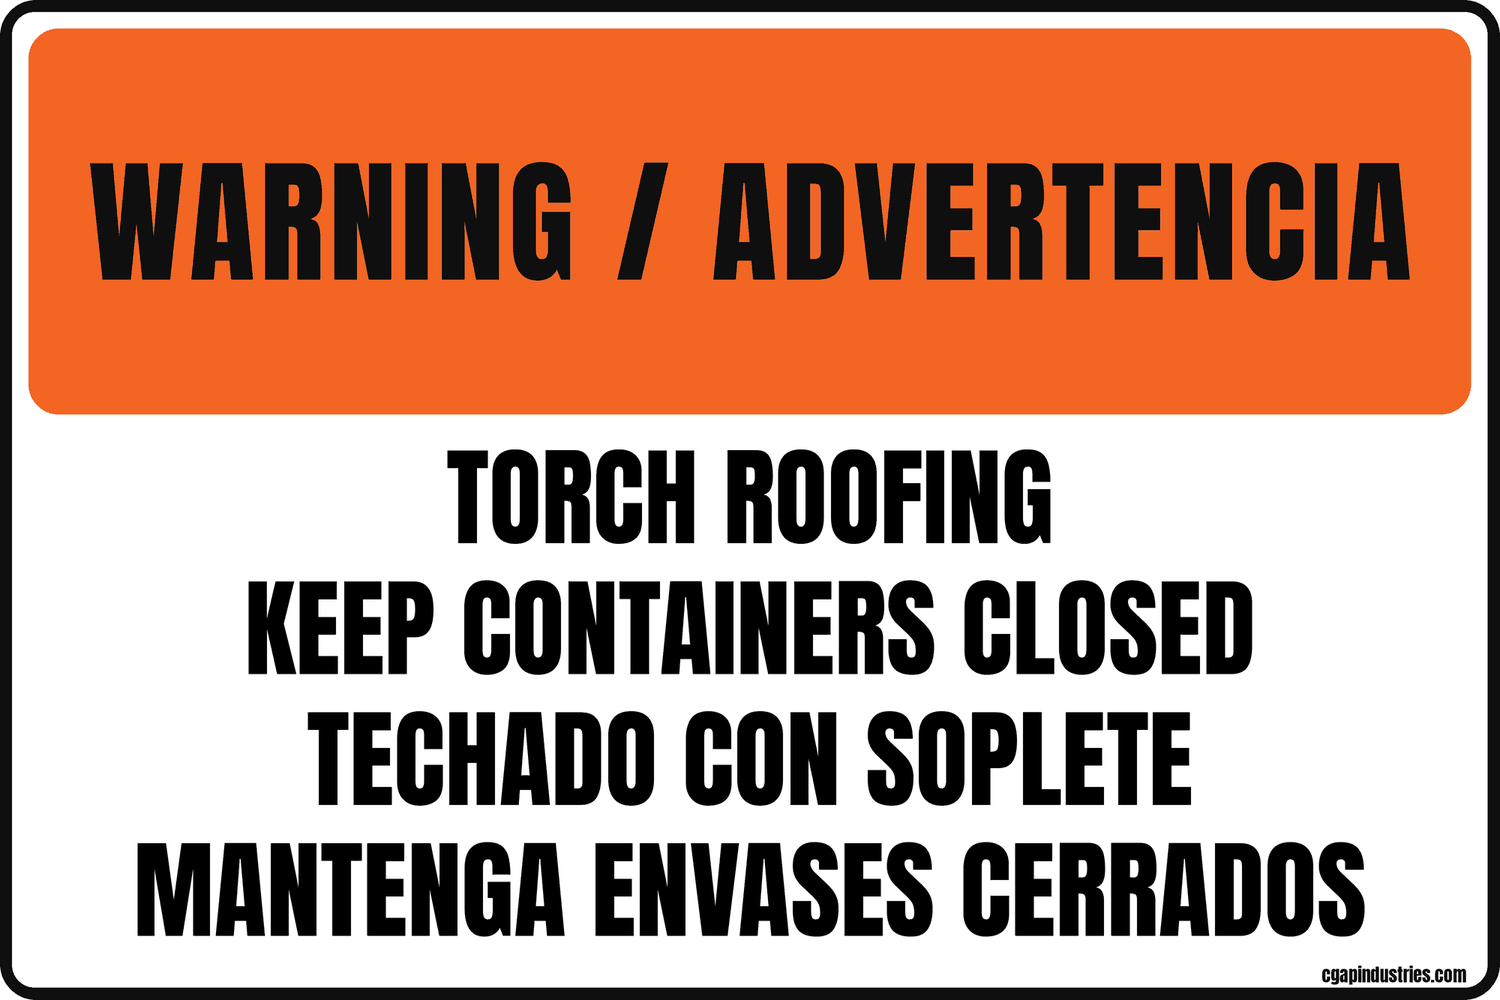 WARNING / ADVERTENCIA
TORCH ROOFING
KEEP CONTAINERS CLOSED
TECHADO CON SOPLETE
MANTENGA ENVASES CERRADOS
cgapindustries.com